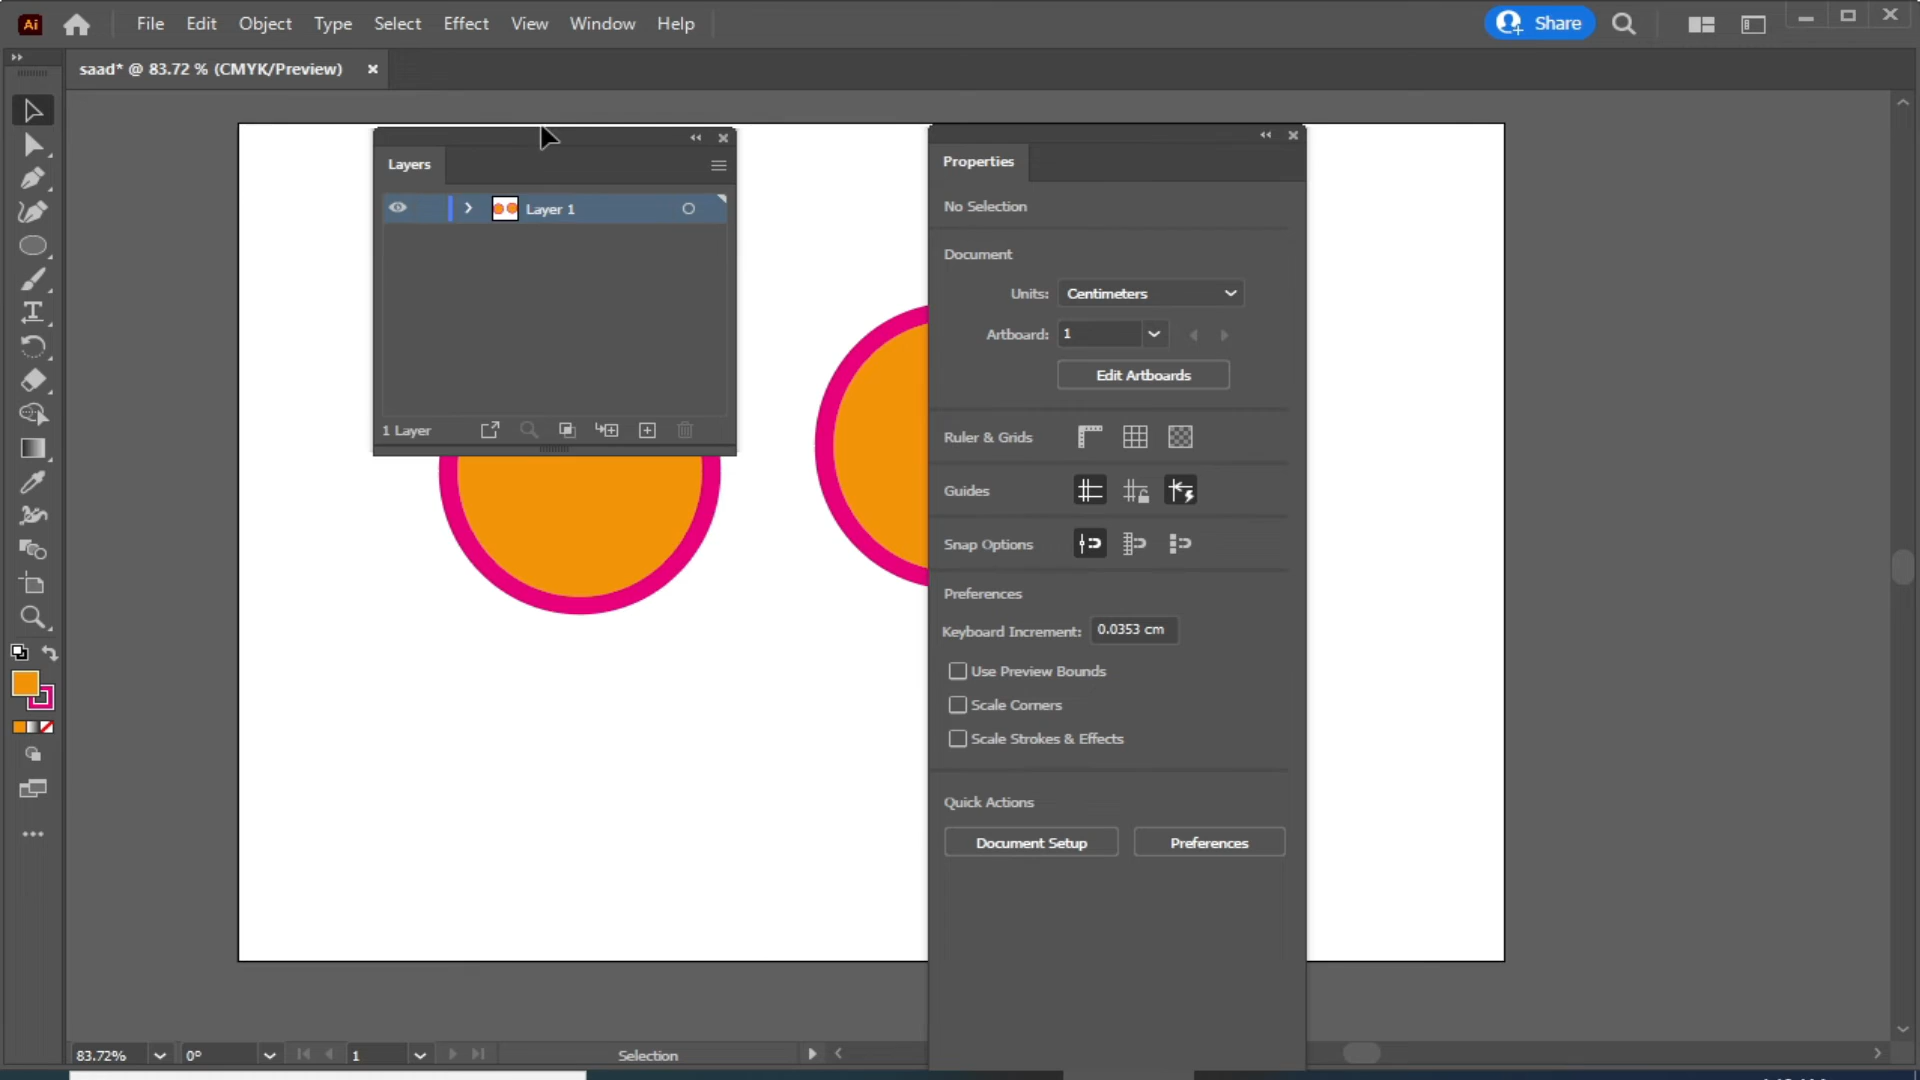 Ai File Edit Object Type Select Effect View Window Help Share
saad* @ 83.72 % (CMYK/Preview)
Layers
Layer 1
1 Layer
Properties
No Selection
Document
Units: Centimeters
Artboard: 1
Edit Artboards
Ruler & Grids
Guides
Snap Options
Preferences
Keyboard Increment: 0.0353 cm
Use Preview Bounds
Scale Corners
Scale Strokes & Effects
Quick Actions
Document Setup Preferences
83.72% 0° 1 Selection